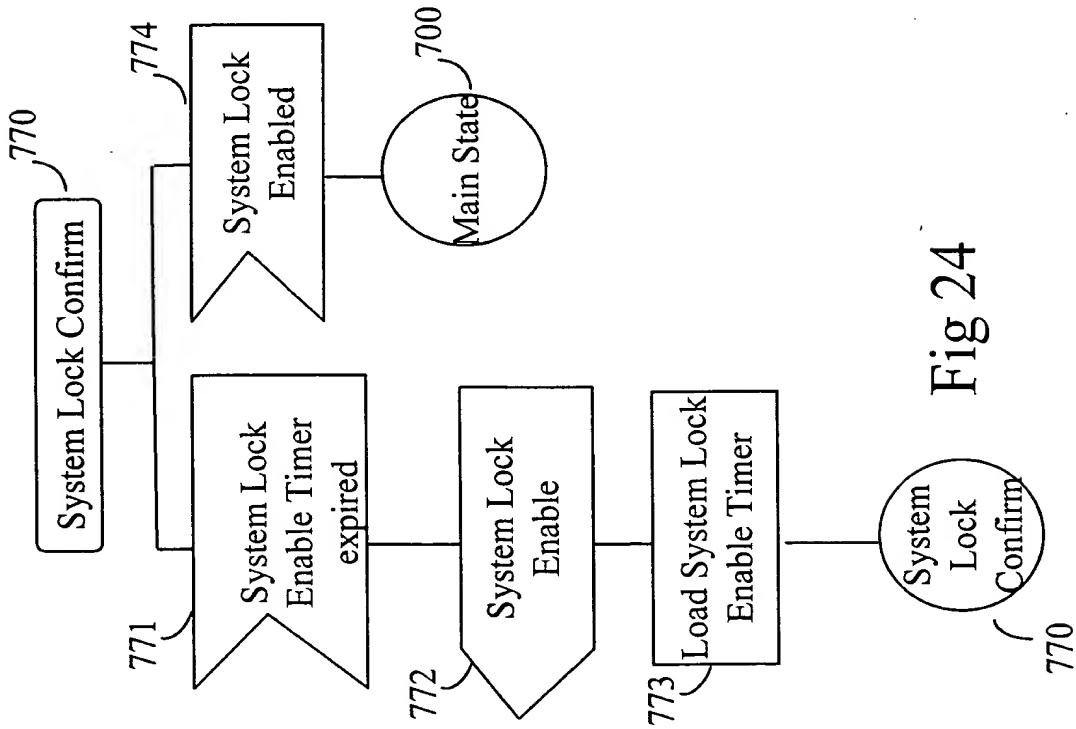 770
System Lock Confirm
771
System Lock
Enable Timer
expired
774
System Lock
Enabled
772
System Lock
Enable
700
Main State
773
Load System Lock
Enable Timer
770
System
Lock
Confirm
Fig 24